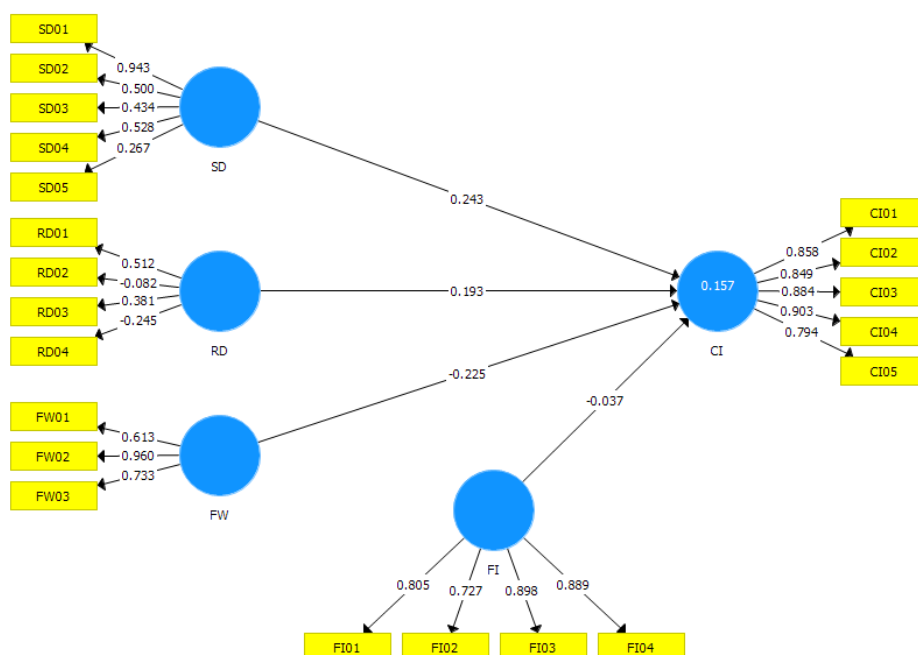 SD01
SD02
SD03
SD04
SD05
0.943
0.500
0.434
0.528
0.267
SD
0.243
RD01
RD02
RD03
RD04
0.512
-0.082
0.381
-0.245
RD
0.193
FW01
FW02
FW03
0.613
0.960
0.733
FW
-0.225
0.157
CI
CI01
CI02
CI03
CI04
CI05
0.858
0.849
0.884
0.903
0.794
-0.037
FI
0.805
0.727
0.898
0.889
FI01
FI02
FI03
FI04